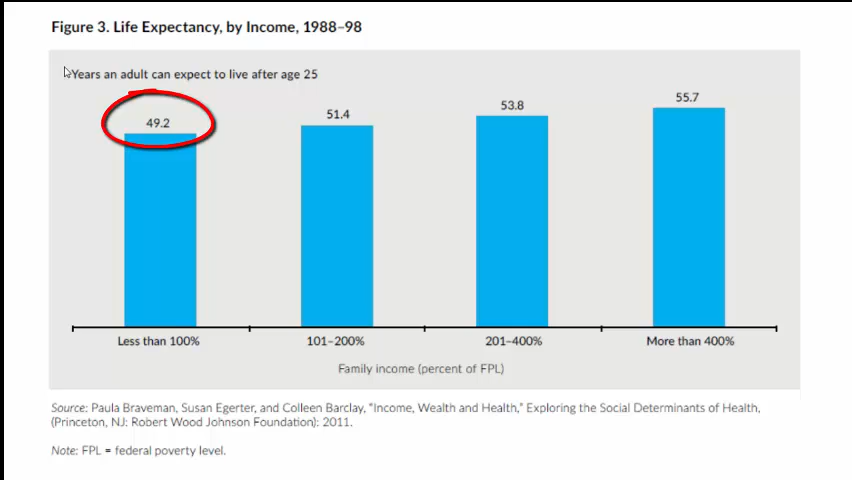 Figure 3. Life Expectancy, by Income, 1988–98
Years an adult can expect to live after age 25
49.2
51.4
53.8
55.7
Less than 100%
101–200%
201–400%
More than 400%
Family income (percent of FPL)
Source: Paula Braveman, Susan Egerter, and Colleen Barclay, “Income, Wealth and Health,” Exploring the Social Determinants of Health,
(Princeton, NJ: Robert Wood Johnson Foundation): 2011.
Note: FPL = federal poverty level.